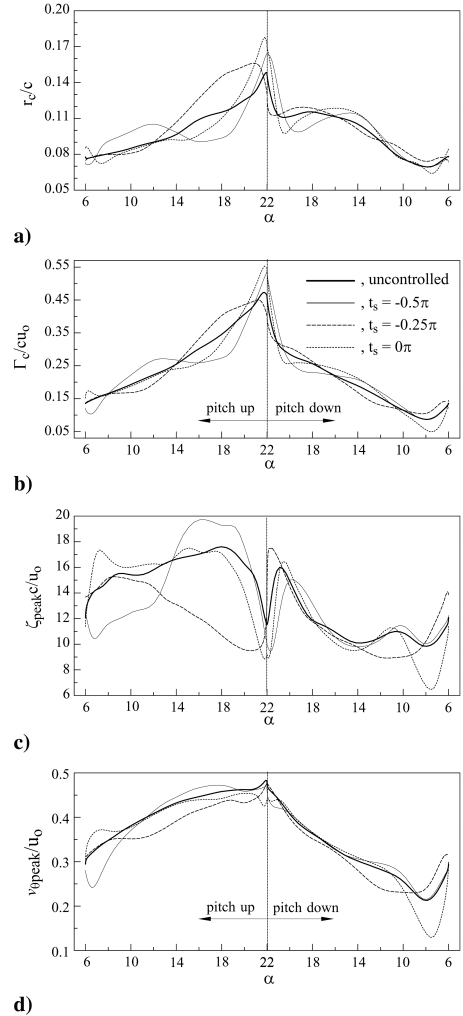 0.20
0.17
0.14
0.11
0.08
0.05
r_c/c
6 10 14 18 22 18 14 10 6
α
a)
0.55
0.45
0.35
0.25
0.15
0.05
Γ_c/cu_o
, uncontrolled
, t_s = -0.5π
, t_s = -0.25π
, t_s = 0π
pitch up pitch down
6 10 14 18 22 18 14 10 6
α
b)
20
18
16
14
12
10
8
6
ζ_peak c/u_o
6 10 14 18 22 18 14 10 6
α
c)
0.5
0.4
0.3
0.2
0.1
v_θpeak/u_o
pitch up pitch down
6 10 14 18 22 18 14 10 6
α
d)